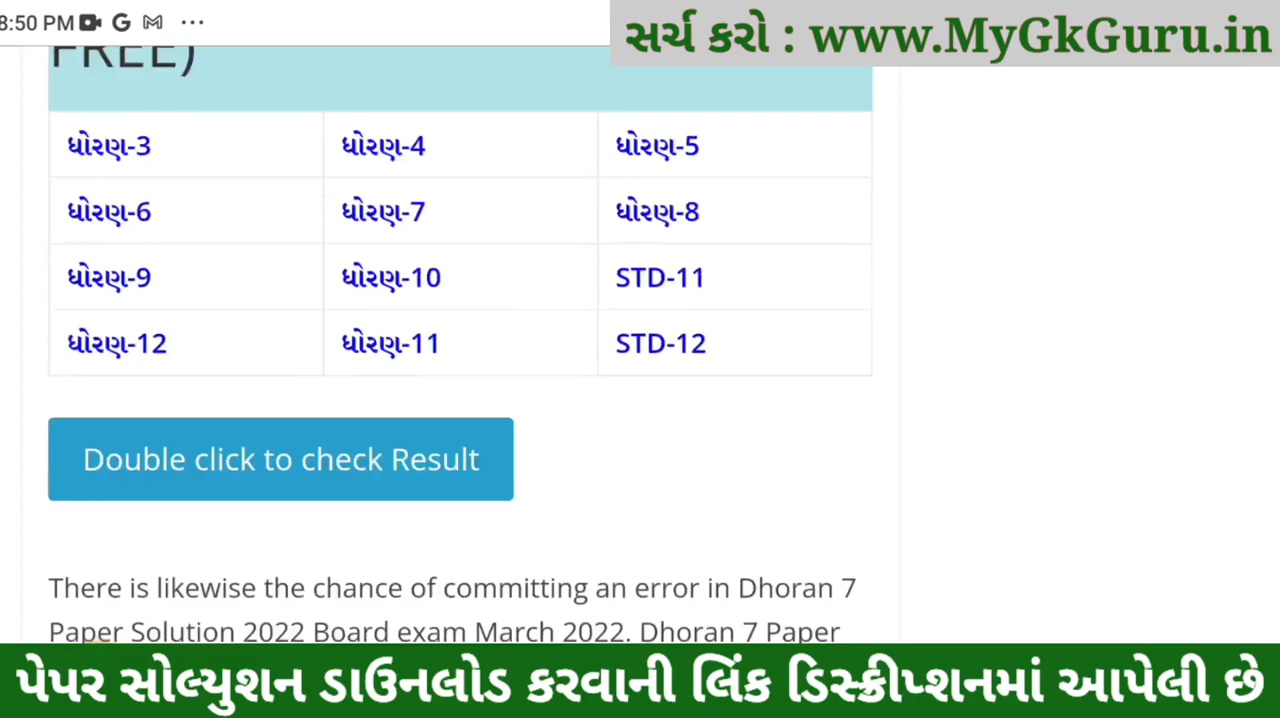 8:50 PM
સર્ચ કરો : www.MyGkGuru.in
FREE)
ધોરણ-3 ધોરણ-4 ધોરણ-5
ધોરણ-6 ધોરણ-7 ધોરણ-8
ધોરણ-9 ધોરણ-10 STD-11
ધોરણ-12 ધોરણ-11 STD-12
Double click to check Result
There is likewise the chance of committing an error in Dhoran 7
Paper Solution 2022 Board exam March 2022. Dhoran 7 Paper
પેપર સોલ્યુશન ડાઉનલોડ કરવાની લિંક ડિસ્ક્રીપ્શનમાં આપેલી છે